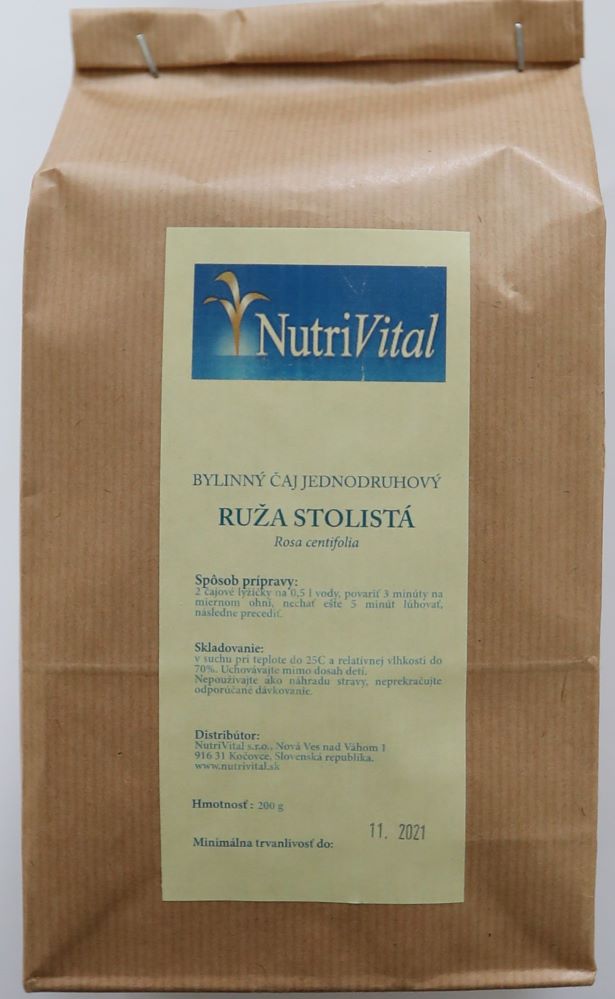 NutriVital
BYLINNÝ ČAJ JEDNODRUHOVÝ
RUŽA STOLISTÁ
Rosa centifolia
Spôsob prípravy:
2 čajové lyžičky na 0,5 l vody, povariť 3 minúty na
miernom ohni, nechať ešte 5 minút lúhovať,
následne precediť.
Skladovanie:
v suchu pri teplote do 25C a relatívnej vlhkosti do
70%. Uchovávajte mimo dosah detí.
Nepoužívajte ako náhradu stravy, neprekračujte
odporúčané dávkovanie.
Distribútor:
NutriVital s.r.o., Nová Ves nad Váhom 1
916 31 Kočovce, Slovenská republika.
www.nutrivital.sk
Hmotnosť : 200 g
11. 2021
Minimálna trvanlivosť do: